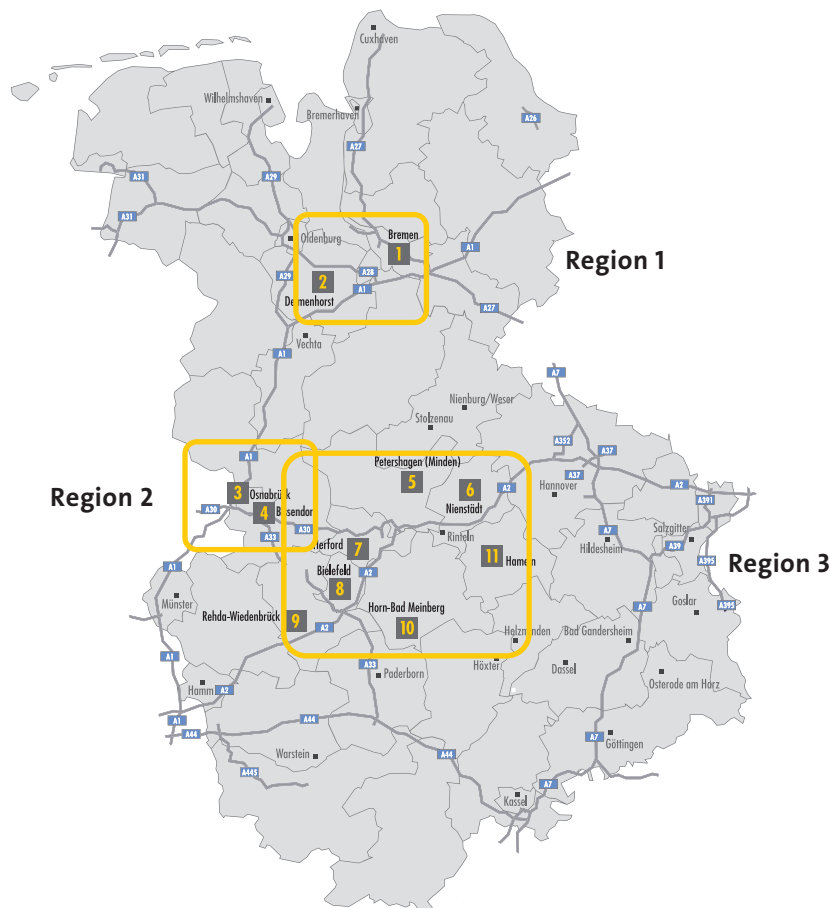 Cuxhaven
Wilhelmshaven
Bremerhaven
A26
A27
A31
A29
A31
Bremen
Oldenburg
1
A1
Region 1
A29
2
A28
A1
Delmenhorst
A27
Vechta
A1
A7
Nienburg/Weser
Stolzenau
A352
A37
A1
Petershagen (Minden)
A37
5
6
A2
A2
Region 2
3
Osnabrück
Hannover
A391
4
Nienstädt
A30
A30
A7
Salzgitter
A33
Herford
7
Rinteln
Hildesheim
A39
11
Hameln
A395
Region 3
Bielefeld
A2
A1
8
Münster
A7
A395
Goslar
Rehda-Wiedenbrück
9
A2
Horn-Bad Meinberg
10
Holzminden
Bad Gandersheim
A1
A33
Höxter
Dassel
Paderborn
Osterode am Harz
Hamm
A2
A1
A44
A44
A7
Göttingen
Warstein
A44
A445
A7
Kassel